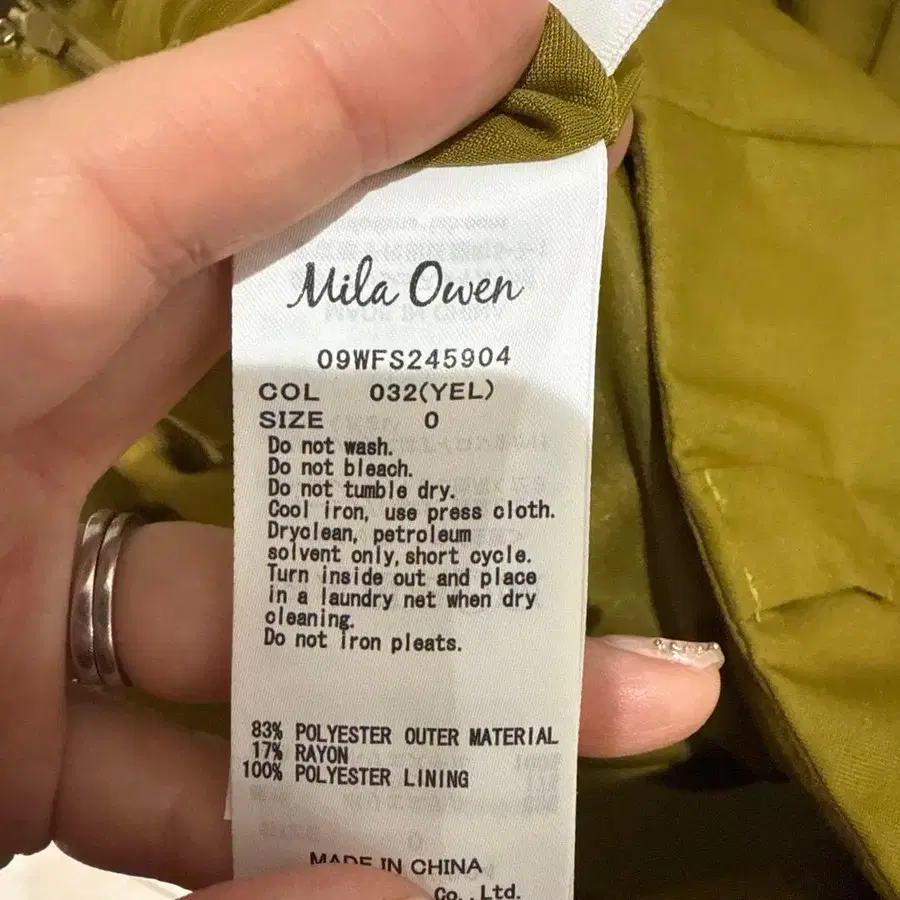 Mila Owen
09WFS245904
COL 032(YEL)
SIZE 0
Do not wash.
Do not bleach.
Do not tumble dry.
Cool iron, use press cloth.
Dryclean, petroleum
solvent only, short cycle.
Turn inside out and place
in a laundry net when dry
cleaning.
Do not iron pleats.
83% POLYESTER OUTER MATERIAL
17% RAYON
100% POLYESTER LINING
MADE IN CHINA
Co., Ltd.